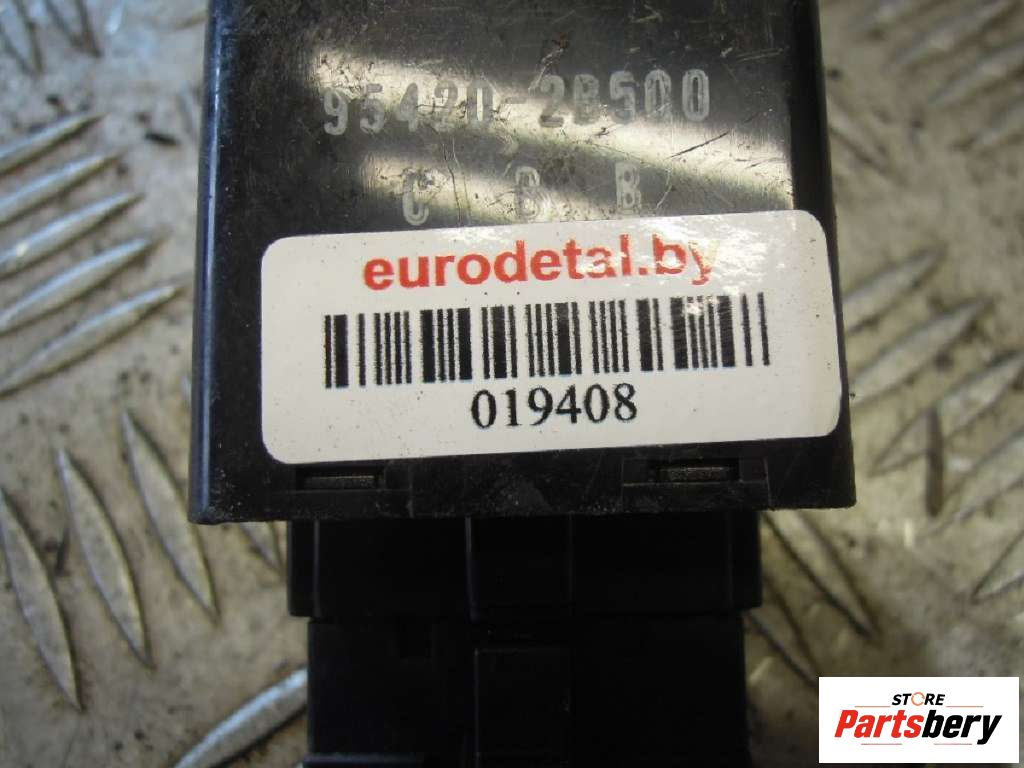 95420-2B500
C B B
eurodetal.by
019408
STORE
Partsbery